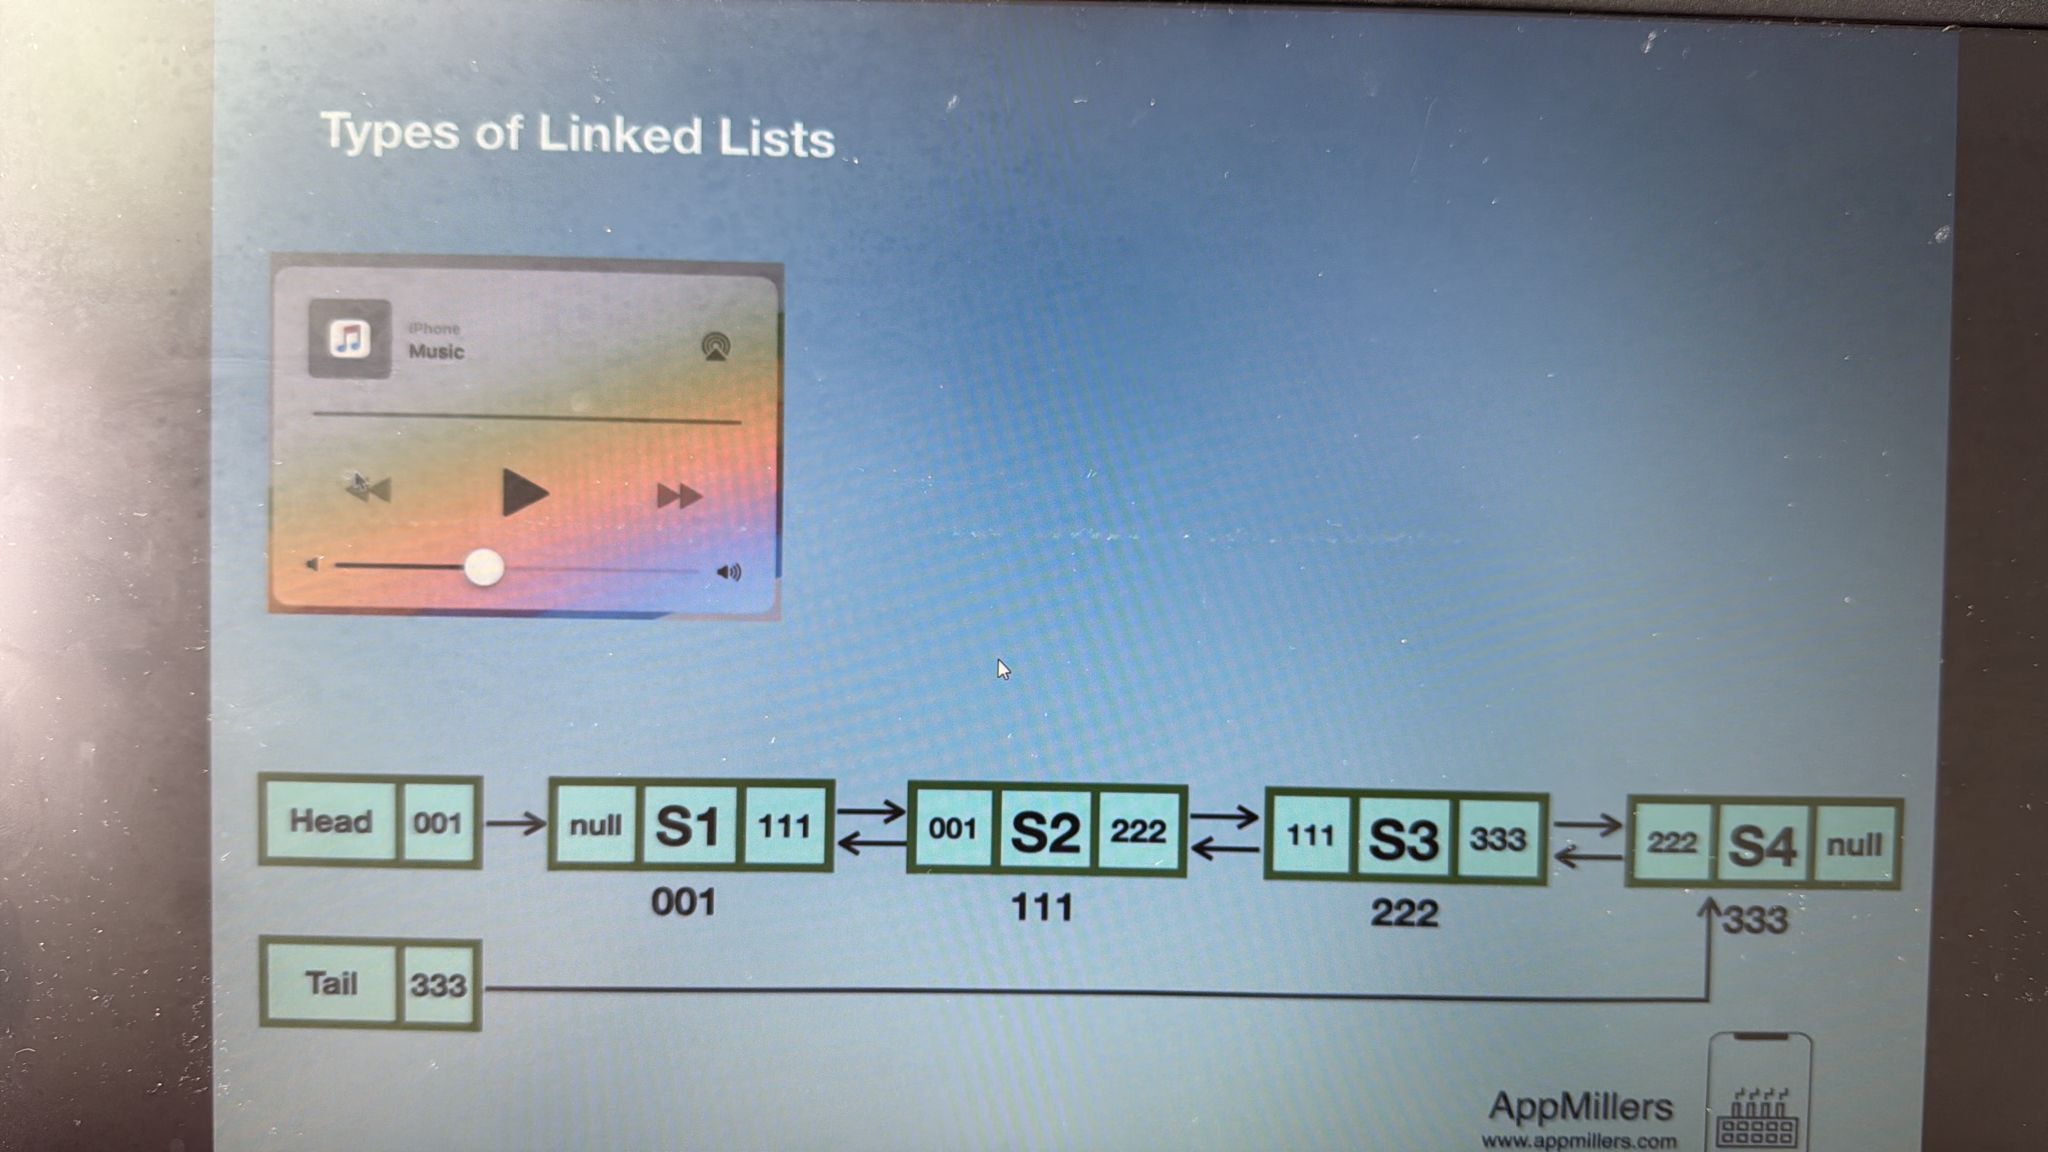 Types of Linked Lists
iPhone
Music
Head 001 null S1 111 001 S2 222 111 S3 333 222 S4 null
001 111 222 333
Tail 333
AppMillers
www.appmillers.com